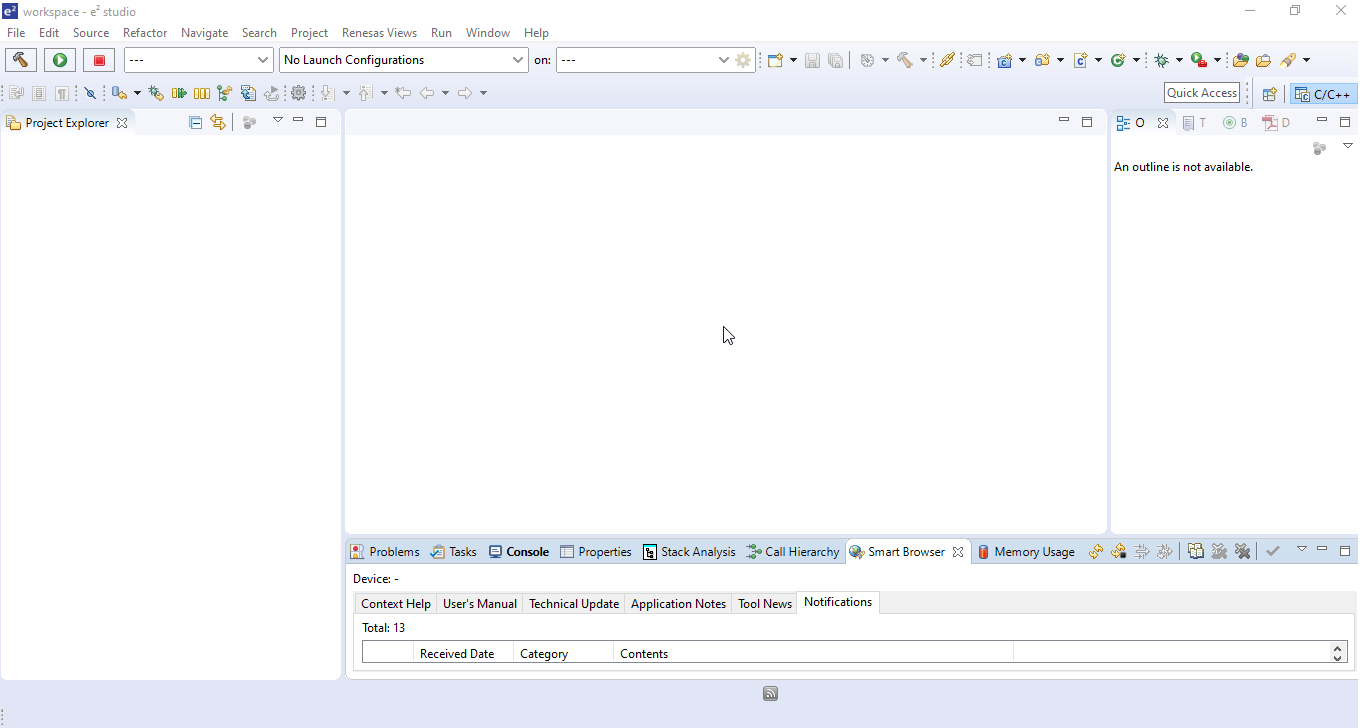 e² workspace - e² studio
File Edit Source Refactor Navigate Search Project Renesas Views Run Window Help
--- No Launch Configurations on: ---
Quick Access C/C++
Project Explorer
O T B D
An outline is not available.
Problems Tasks Console Properties Stack Analysis Call Hierarchy Smart Browser Memory Usage
Device: -
Context Help User's Manual Technical Update Application Notes Tool News Notifications
Total: 13
Received Date Category Contents